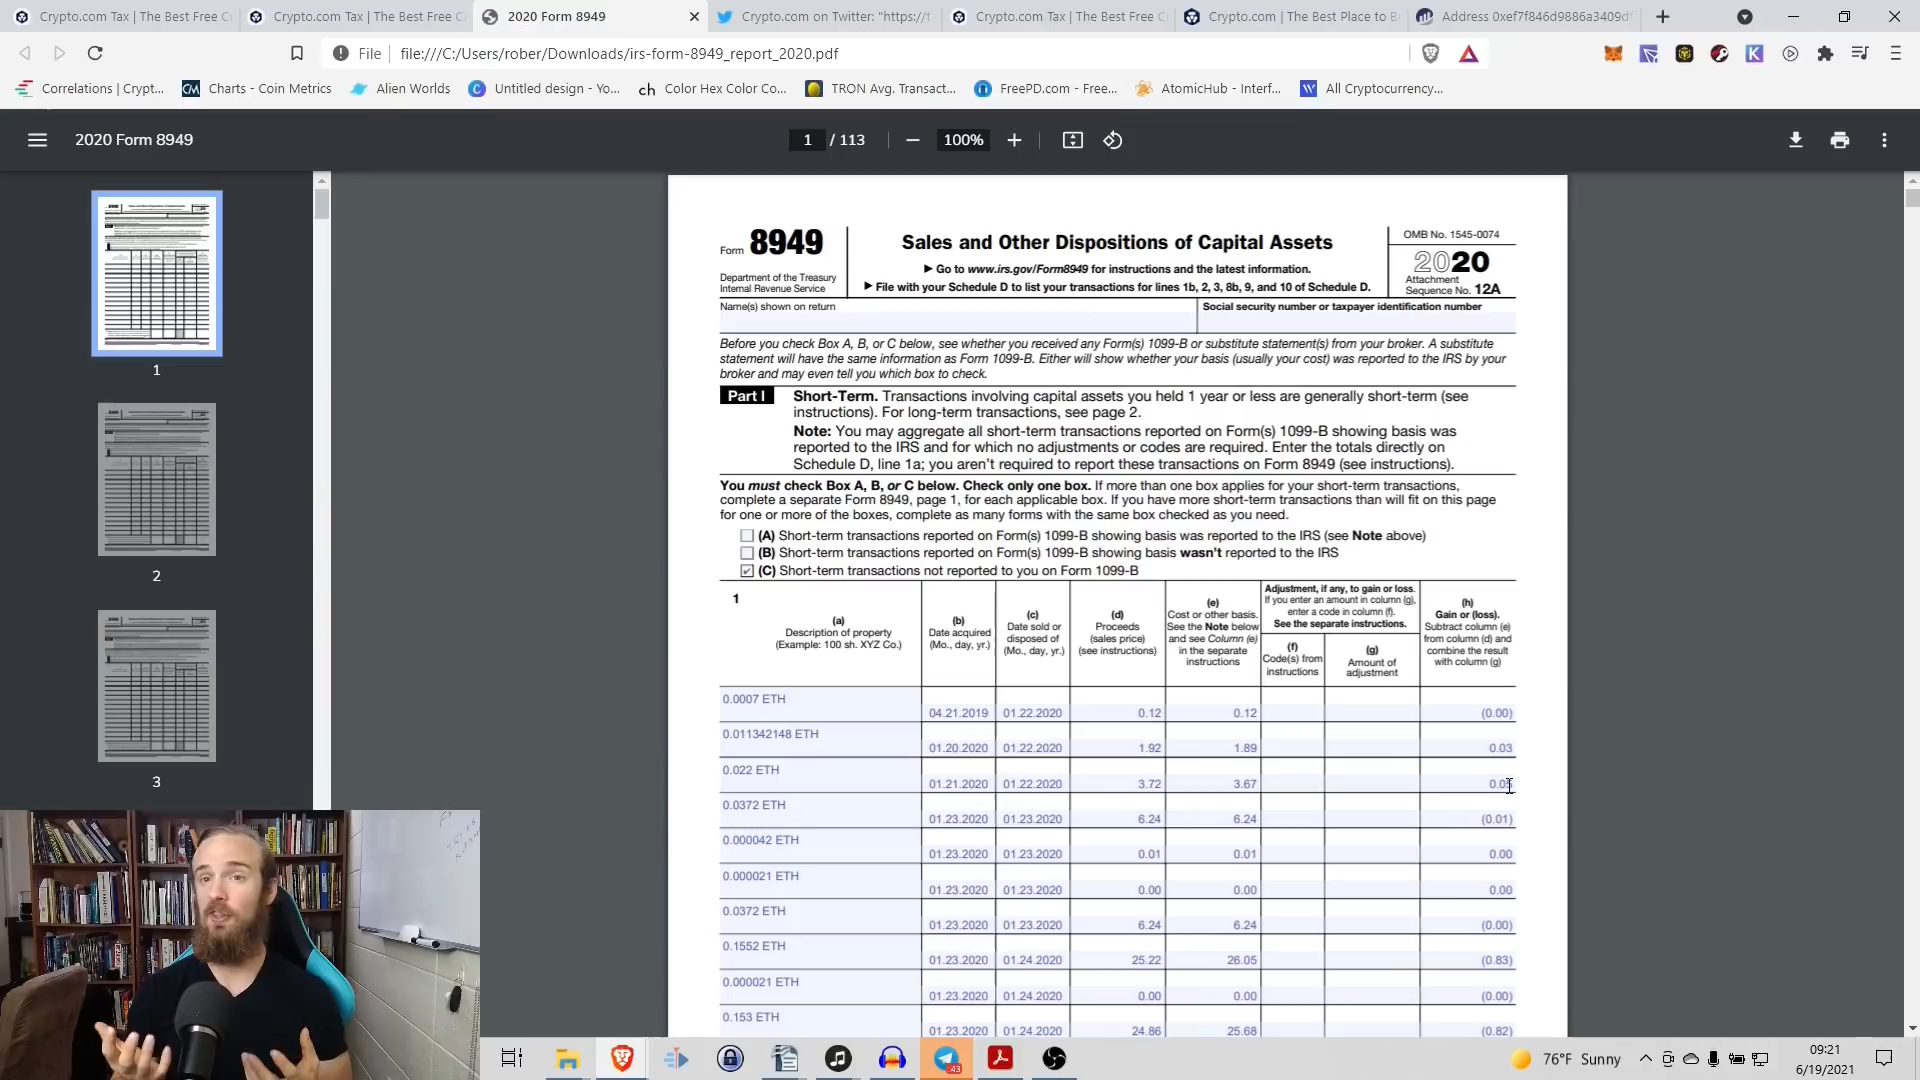 Crypto.com Tax | The Best Free C
Crypto.com Tax | The Best Free C
2020 Form 8949
Crypto.com on Twitter: "https://t
Crypto.com Tax | The Best Free C
Crypto.com | The Best Place to B
Address 0xef7f846d9886a3409df
File
file:///C:/Users/rober/Downloads/irs-form-8949_report_2020.pdf
Correlations | Crypt...
Charts - Coin Metrics
Alien Worlds
Untitled design - Yo...
Color Hex Color Co...
TRON Avg. Transact...
FreePD.com - Free...
AtomicHub - Interf...
All Cryptocurrency...
2020 Form 8949
1 / 113
100%
1
2
3
Form 8949
Department of the Treasury
Internal Revenue Service
Sales and Other Dispositions of Capital Assets
▶ Go to www.irs.gov/Form8949 for instructions and the latest information.
▶ File with your Schedule D to list your transactions for lines 1b, 2, 3, 8b, 9, and 10 of Schedule D.
OMB No. 1545-0074
2020
Attachment
Sequence No. 12A
Name(s) shown on return
Social security number or taxpayer identification number
Before you check Box A, B, or C below, see whether you received any Form(s) 1099-B or substitute statement(s) from your broker. A substitute
statement will have the same information as Form 1099-B. Either will show whether your basis (usually your cost) was reported to the IRS by your
broker and may even tell you which box to check.
Part I
Short-Term. Transactions involving capital assets you held 1 year or less are generally short-term (see
instructions). For long-term transactions, see page 2.
Note: You may aggregate all short-term transactions reported on Form(s) 1099-B showing basis was
reported to the IRS and for which no adjustments or codes are required. Enter the totals directly on
Schedule D, line 1a; you aren't required to report these transactions on Form 8949 (see instructions).
You must check Box A, B, or C below. Check only one box. If more than one box applies for your short-term transactions,
complete a separate Form 8949, page 1, for each applicable box. If you have more short-term transactions than will fit on this page
for one or more of the boxes, complete as many forms with the same box checked as you need.
(A) Short-term transactions reported on Form(s) 1099-B showing basis was reported to the IRS (see Note above)
(B) Short-term transactions reported on Form(s) 1099-B showing basis wasn't reported to the IRS
(C) Short-term transactions not reported to you on Form 1099-B
1
(a)
Description of property
(Example: 100 sh. XYZ Co.)
(b)
Date acquired
(Mo., day, yr.)
(c)
Date sold or
disposed of
(Mo., day, yr.)
(d)
Proceeds
(sales price)
(see instructions)
(e)
Cost or other basis.
See the Note below
and see Column (e)
in the separate
instructions
Adjustment, if any, to gain or loss.
If you enter an amount in column (g),
enter a code in column (f).
See the separate instructions.
(f)
Code(s) from
instructions
(g)
Amount of
adjustment
(h)
Gain or (loss).
Subtract column (e)
from column (d) and
combine the result
with column (g)
0.0007 ETH
04.21.2019 01.22.2020 0.12 0.12 (0.00)
0.011342148 ETH
01.20.2020 01.22.2020 1.92 1.89 0.03
0.022 ETH
01.21.2020 01.22.2020 3.72 3.67 0.05
0.0372 ETH
01.23.2020 01.23.2020 6.24 6.24 (0.01)
0.000042 ETH
01.23.2020 01.23.2020 0.01 0.01 0.00
0.000021 ETH
01.23.2020 01.23.2020 0.00 0.00 0.00
0.0372 ETH
01.23.2020 01.23.2020 6.24 6.24 (0.00)
0.1552 ETH
01.23.2020 01.24.2020 25.22 26.05 (0.83)
0.000021 ETH
01.23.2020 01.24.2020 0.00 0.00 (0.00)
0.153 ETH
01.23.2020 01.24.2020 24.86 25.68 (0.82)
43
76°F Sunny
09:21
6/19/2021